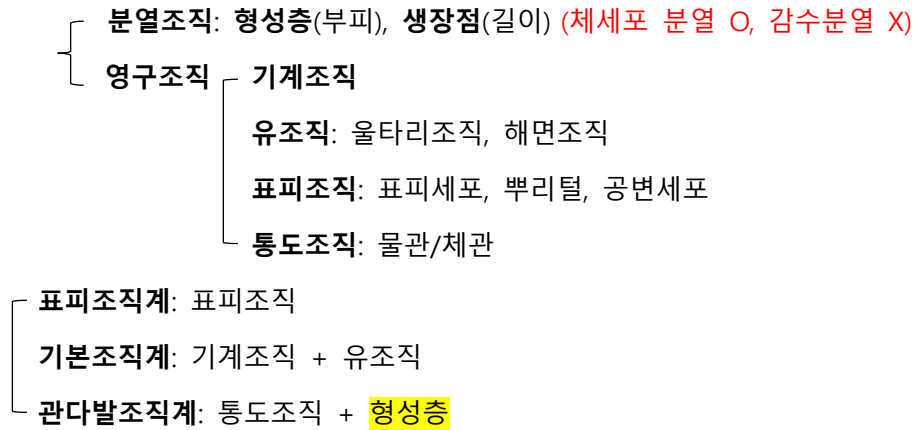 분열조직: 형성층(부피), 생장점(길이) (체세포 분열 O, 감수분열 X)
영구조직 기계조직
유조직: 울타리조직, 해면조직
표피조직: 표피세포, 뿌리털, 공변세포
통도조직: 물관/체관
표피조직계: 표피조직
기본조직계: 기계조직 + 유조직
관다발조직계: 통도조직 + 형성층